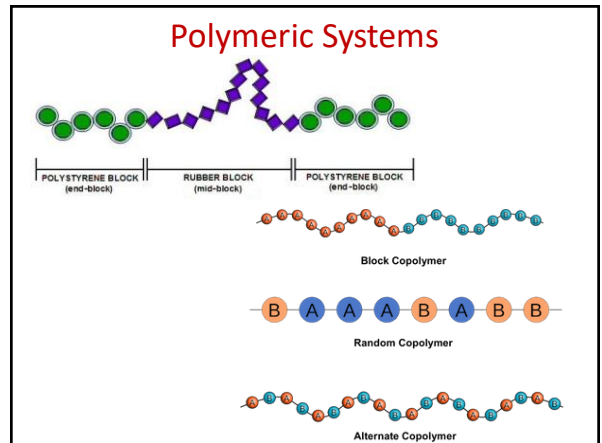 Polymeric Systems
POLYSTYRENE BLOCK RUBBER BLOCK POLYSTYRENE BLOCK
(end-block) (mid-block) (end-block)
A A A A A A A A A B B B B B B B B B
Block Copolymer
B A A A B A B B
Random Copolymer
A B A B A B A B A B A B A B A B A B A B
Alternate Copolymer